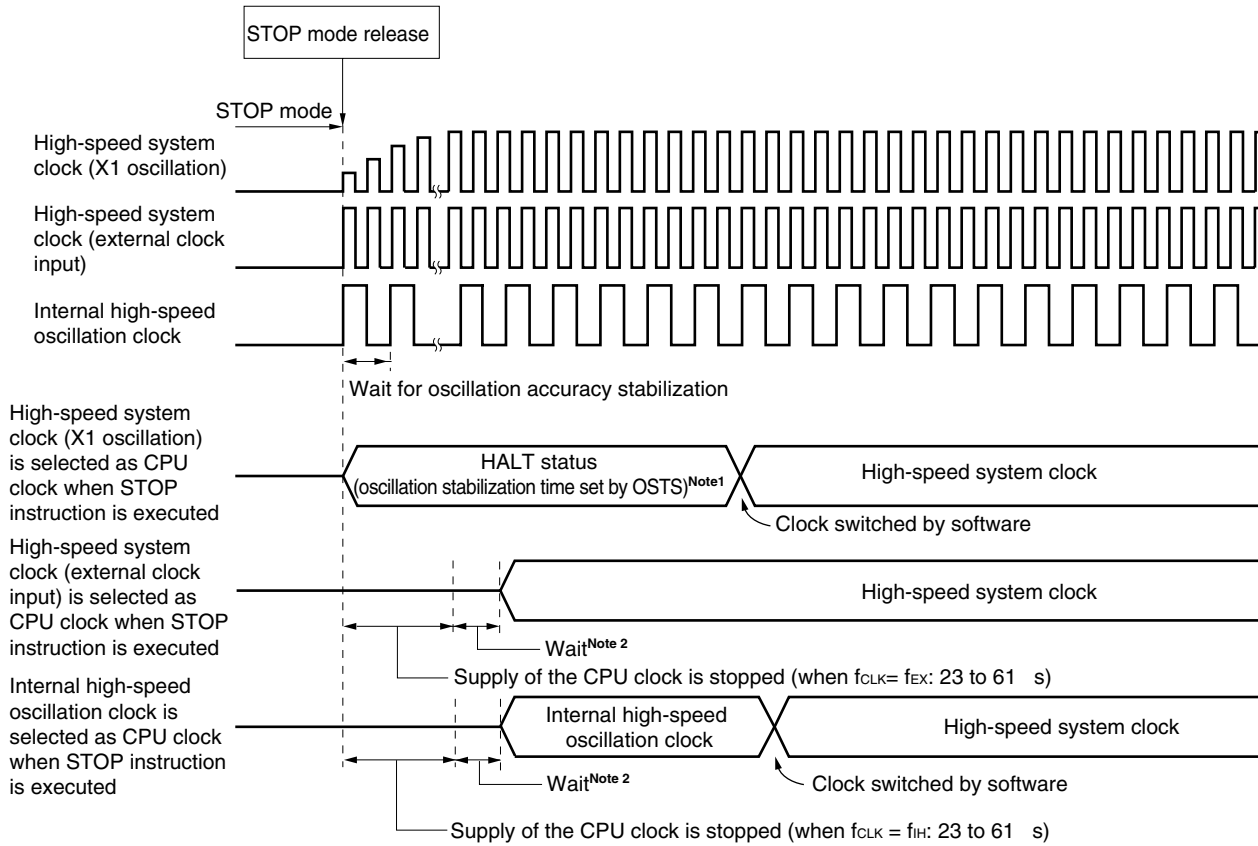 STOP mode release
STOP mode
High-speed system
clock (X1 oscillation)
High-speed system
clock (external clock
input)
Internal high-speed
oscillation clock
Wait for oscillation accuracy stabilization
High-speed system
clock (X1 oscillation)
is selected as CPU
clock when STOP
instruction is executed
HALT status
(oscillation stabilization time set by OSTS)Note1
High-speed system clock
Clock switched by software
High-speed system
clock (external clock
input) is selected as
CPU clock when STOP
instruction is executed
High-speed system clock
WaitNote 2
Supply of the CPU clock is stopped (when fCLK= fEX: 23 to 61 s)
Internal high-speed
oscillation clock is
selected as CPU clock
when STOP instruction
is executed
Internal high-speed
oscillation clock
High-speed system clock
WaitNote 2
Clock switched by software
Supply of the CPU clock is stopped (when fCLK = fIH: 23 to 61 s)